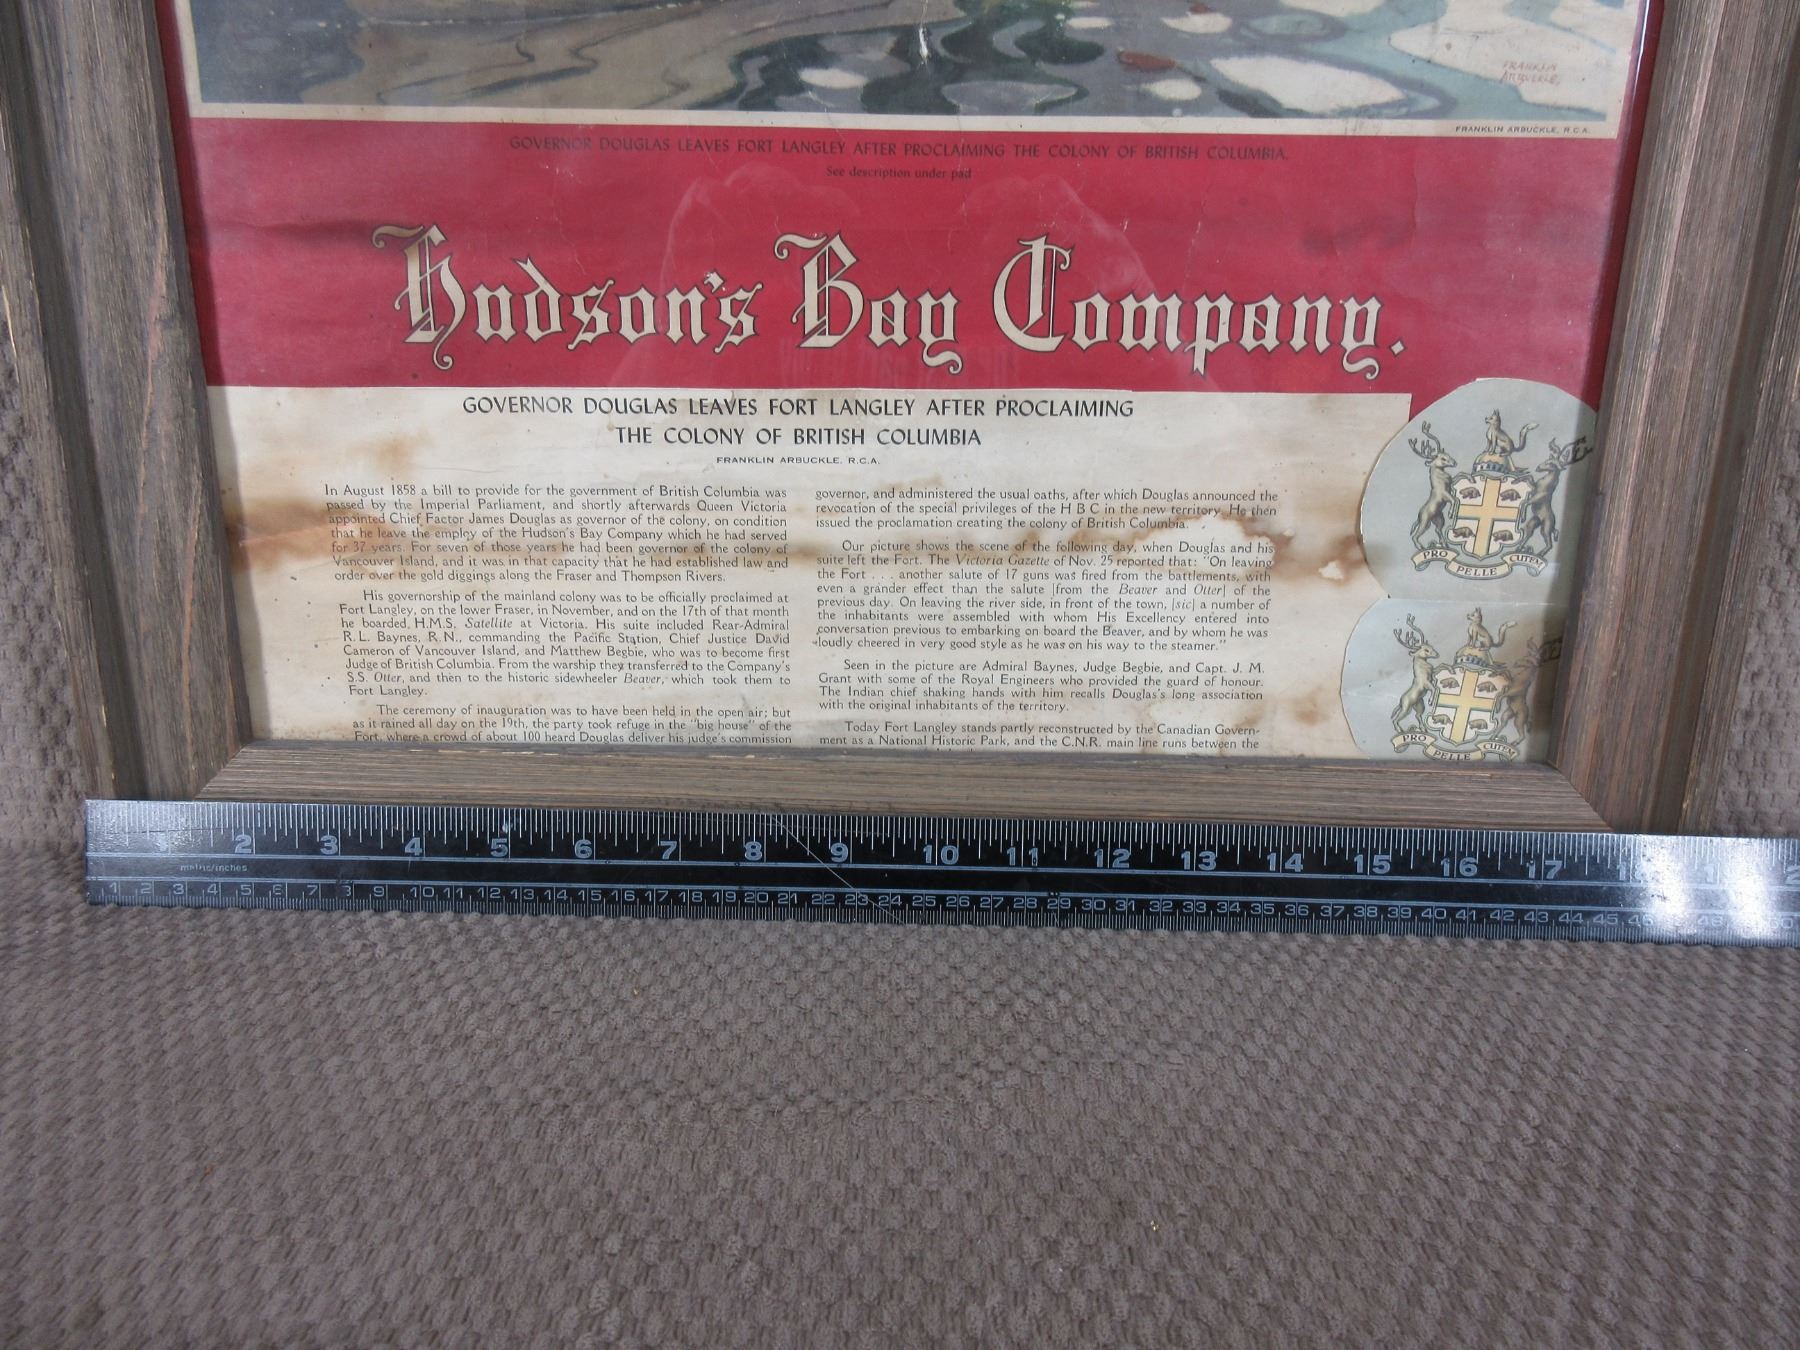 FRANKLIN
ARBUCKLE,
FRANKLIN ARBUCKLE, R.C.A.
GOVERNOR DOUGLAS LEAVES FORT LANGLEY AFTER PROCLAIMING THE COLONY OF BRITISH COLUMBIA.
See description under pad
Hudson's Bay Company.
GOVERNOR DOUGLAS LEAVES FORT LANGLEY AFTER PROCLAIMING
THE COLONY OF BRITISH COLUMBIA
FRANKLIN ARBUCKLE, R.C.A.
In August 1858 a bill to provide for the government of British Columbia was
passed by the Imperial Parliament, and shortly afterwards Queen Victoria
appointed Chief Factor James Douglas as governor of the colony, on condition
that he leave the employ of the Hudson's Bay Company which he had served
for 37 years. For seven of those years he had been governor of the colony of
Vancouver Island, and it was in that capacity that he had established law and
order over the gold diggings along the Fraser and Thompson Rivers.
His governorship of the mainland colony was to be officially proclaimed at
Fort Langley, on the lower Fraser, in November, and on the 17th of that month
he boarded, H.M.S. Satellite at Victoria. His suite included Rear-Admiral
R.L. Baynes, R.N., commanding the Pacific Station, Chief Justice David
Cameron of Vancouver Island, and Matthew Begbie, who was to become first
Judge of British Columbia. From the warship they transferred to the Company's
S.S. Otter, and then to the historic sidewheeler Beaver, which took them to
Fort Langley.
The ceremony of inauguration was to have been held in the open air; but
as it rained all day on the 19th, the party took refuge in the "big house" of the
Fort, where a crowd of about 100 heard Douglas deliver his judge's commission
governor, and administered the usual oaths, after which Douglas announced the
revocation of the special privileges of the H B C in the new territory. He then
issued the proclamation creating the colony of British Columbia.
Our picture shows the scene of the following day, when Douglas and his
suite left the Fort. The Victoria Gazette of Nov. 25 reported that: "On leaving
the Fort . . . another salute of 17 guns was fired from the battlements, with
even a grander effect than the salute [from the Beaver and Otter] of the
previous day. On leaving the river side, in front of the town, [sic] a number of
the inhabitants were assembled with whom His Excellency entered into
conversation previous to embarking on board the Beaver, and by whom he was
loudly cheered in very good style as he was on his way to the steamer."
Seen in the picture are Admiral Baynes, Judge Begbie, and Capt. J. M.
Grant with some of the Royal Engineers who provided the guard of honour.
The Indian chief shaking hands with him recalls Douglas's long association
with the original inhabitants of the territory.
Today Fort Langley stands partly reconstructed by the Canadian Govern-
ment as a National Historic Park, and the C.N.R. main line runs between the
PRO PELLE CUTEM
PRO PELLE CUTEM
1 2 3 4 5 6 7 8 9 10 11 12 13 14 15 16 17
metric/inches
1 2 3 4 5 6 7 8 9 10 11 12 13 14 15 16 17 18 19 20 21 22 23 24 25 26 27 28 29 30 31 32 33 34 35 36 37 38 39 40 41 42 43 44 45 46